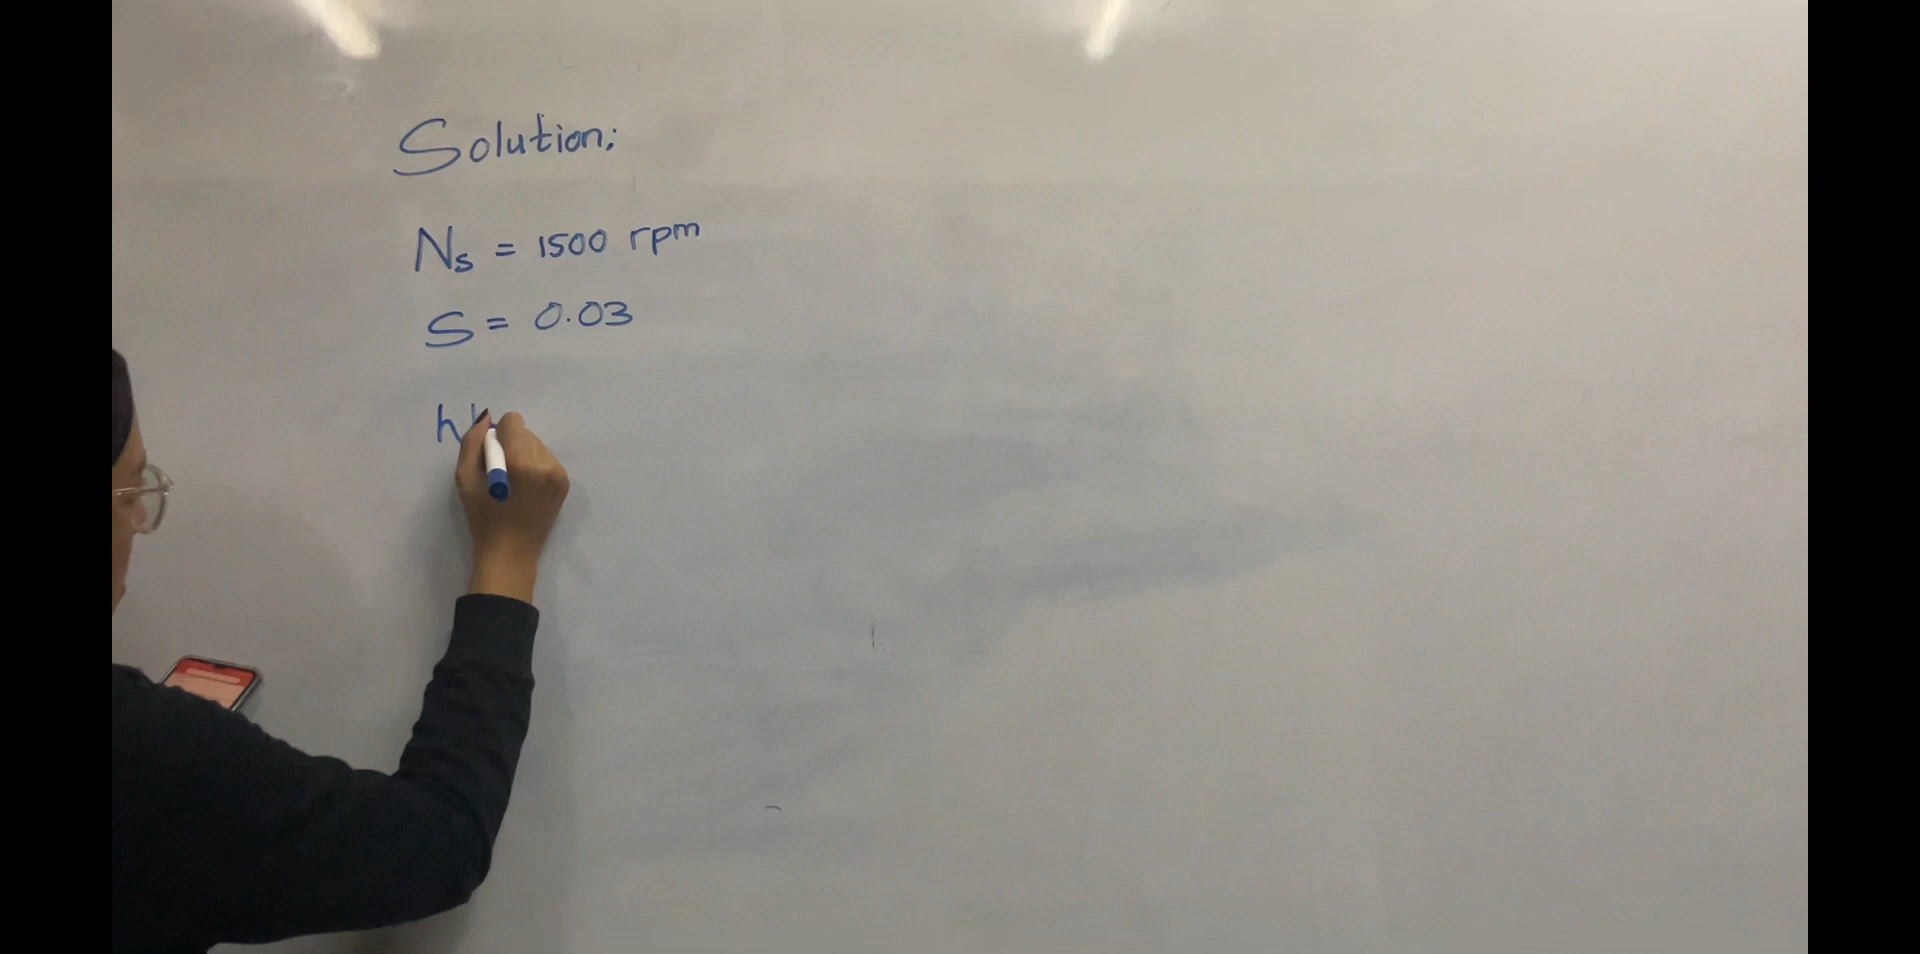 Solution;
Ns = 1500 rpm
S = 0.03
h